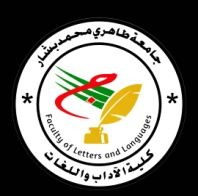 جامعة طاهري محمد بشار
Faculty of Letters and Languages
كلية الآداب واللغات